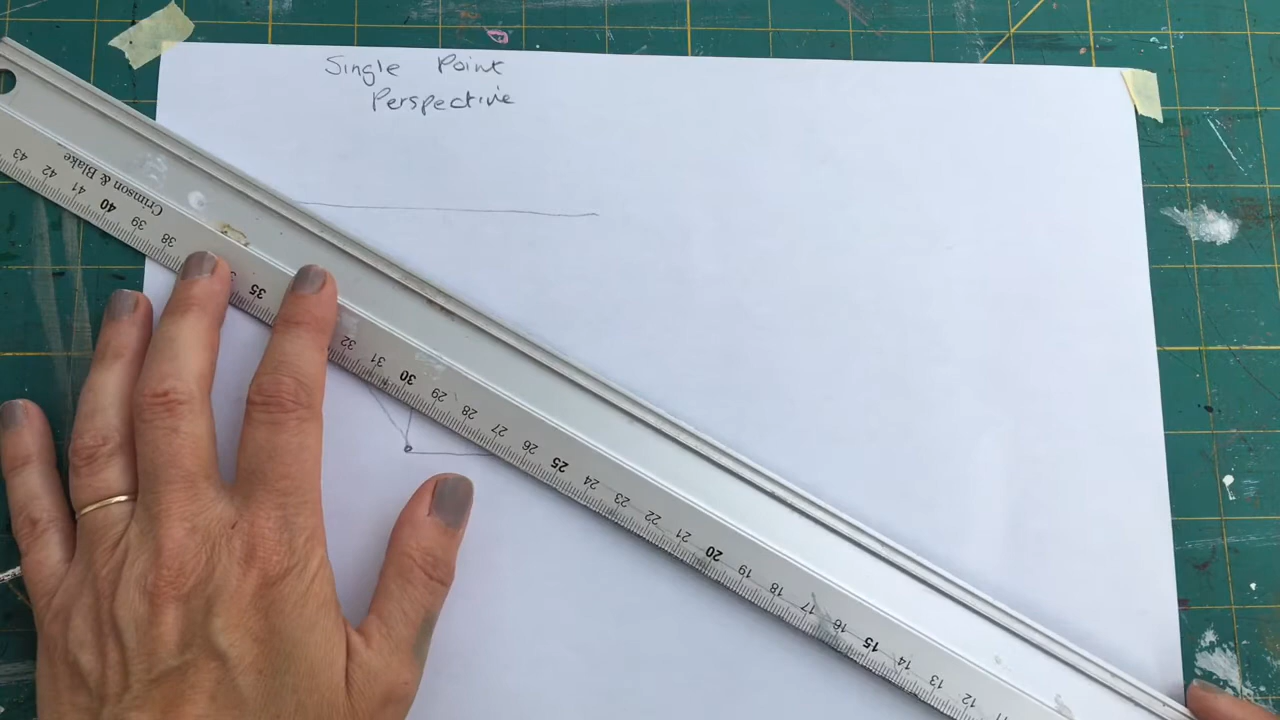 Single Point
Perspective
Crimson & Blake
43 42 41 40 39 38 35 32 31 30 29 28 27 26 25 24 23 22 21 20 19 18 17 16 15 14 13 12 11